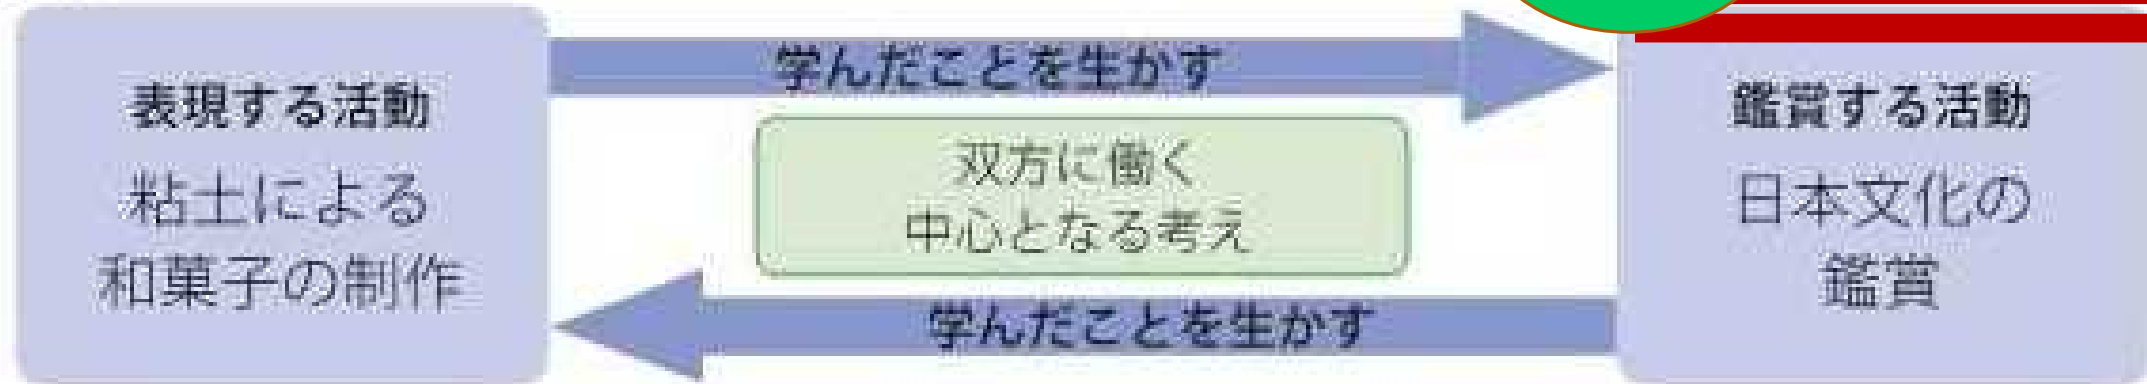 表現する活動
粘土による
和菓子の制作
学んだことを生かす
双方に働く
中心となる考え
学んだことを生かす
鑑賞する活動
日本文化の
鑑賞